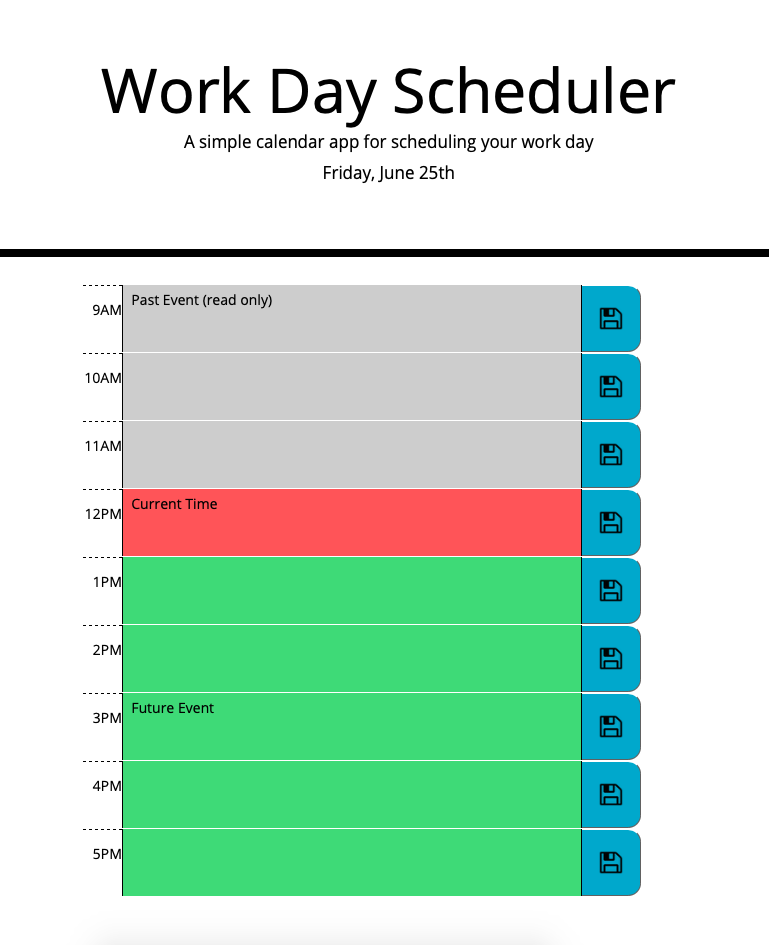 Work Day Scheduler
A simple calendar app for scheduling your work day
Friday, June 25th
9AM
Past Event (read only)
10AM
11AM
12PM
Current Time
1PM
2PM
3PM
Future Event
4PM
5PM